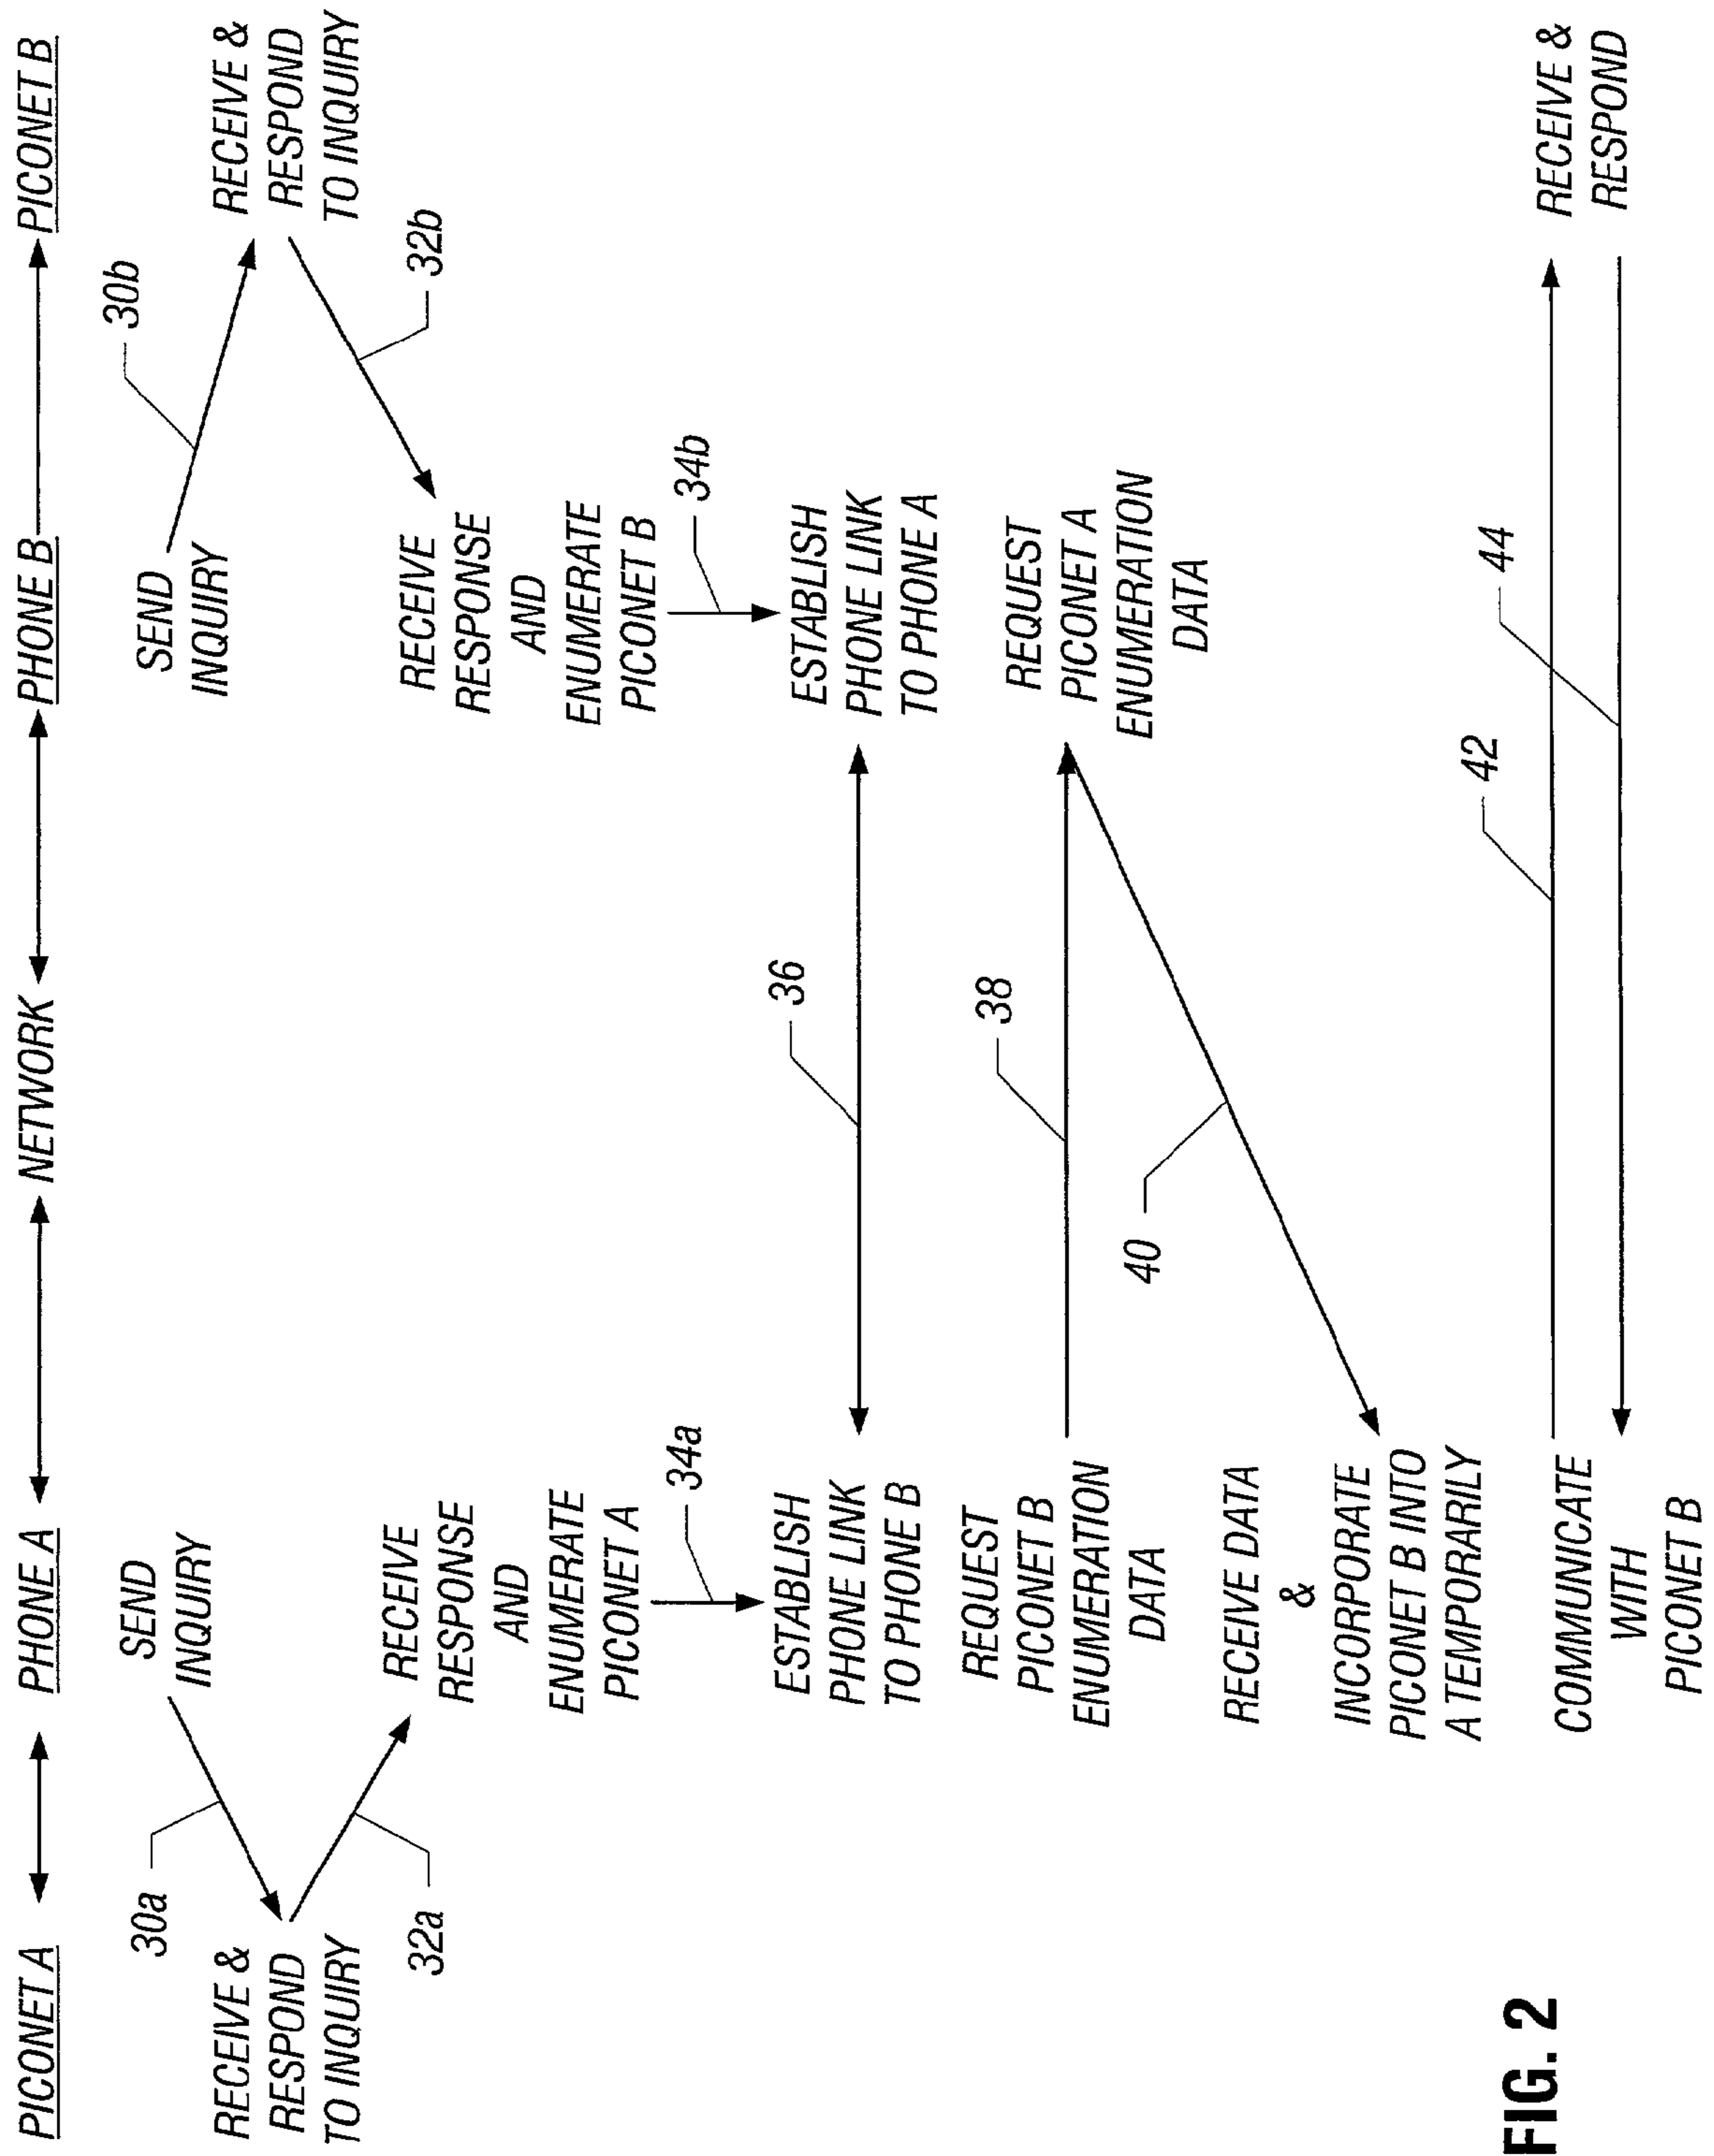 PICONET A
PHONE A
NETWORK
PHONE B
PICONET B
30a
SEND
INQUIRY
SEND
INQUIRY
30b
RECEIVE &
RESPOND
TO INQUIRY
RECEIVE &
RESPOND
TO INQUIRY
32a
RECEIVE
RESPONSE
AND
ENUMERATE
PICONET A
RECEIVE
RESPONSE
AND
ENUMERATE
PICONET B
32b
34a
34b
ESTABLISH
PHONE LINK
TO PHONE B
36
ESTABLISH
PHONE LINK
TO PHONE A
REQUEST
PICONET B
ENUMERATION
DATA
38
REQUEST
PICONET A
ENUMERATION
DATA
40
RECEIVE DATA
&
INCORPORATE
PICONET B INTO
A TEMPORARILY
42
44
COMMUNICATE
WITH
PICONET B
RECEIVE &
RESPOND
FIG. 2